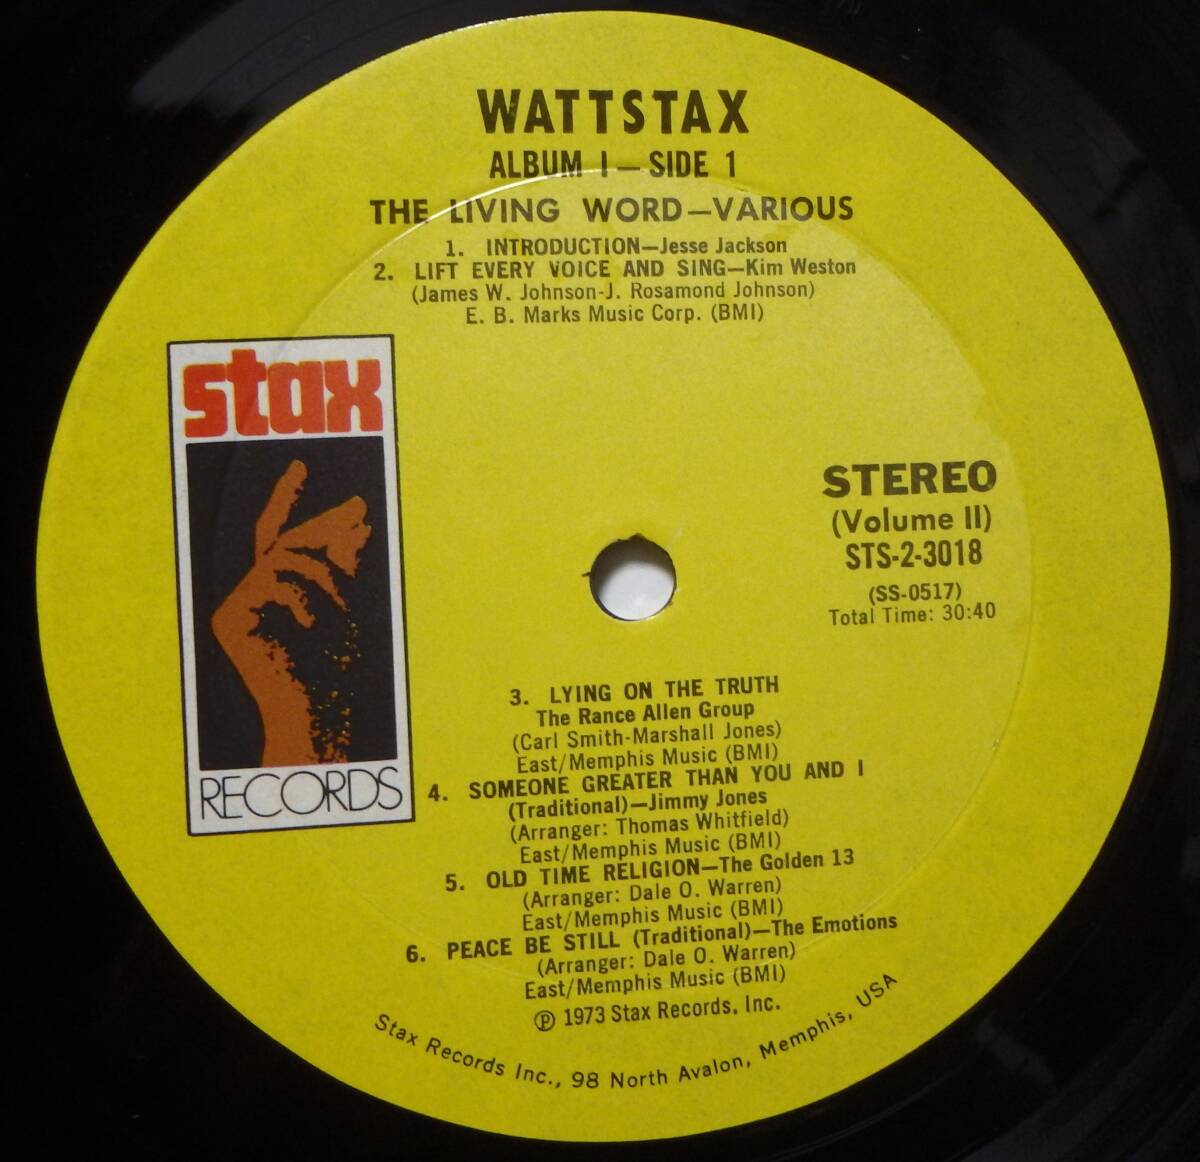 WATTSTAX
ALBUM I — SIDE 1
THE LIVING WORD—VARIOUS
1. INTRODUCTION—Jesse Jackson
2. LIFT EVERY VOICE AND SING—Kim Weston
(James W. Johnson-J. Rosamond Johnson)
E. B. Marks Music Corp. (BMI)
stax
RECORDS
STEREO
(Volume II)
STS-2-3018
(SS-0517)
Total Time: 30:40
3. LYING ON THE TRUTH
The Rance Allen Group
(Carl Smith-Marshall Jones)
East/Memphis Music (BMI)
4. SOMEONE GREATER THAN YOU AND I
(Traditional)—Jimmy Jones
(Arranger: Thomas Whitfield)
East/Memphis Music (BMI)
5. OLD TIME RELIGION—The Golden 13
(Arranger: Dale O. Warren)
East/Memphis Music (BMI)
6. PEACE BE STILL (Traditional)—The Emotions
(Arranger: Dale O. Warren)
East/Memphis Music (BMI)
℗ 1973 Stax Records, Inc.
Stax Records Inc., 98 North Avalon, Memphis, USA